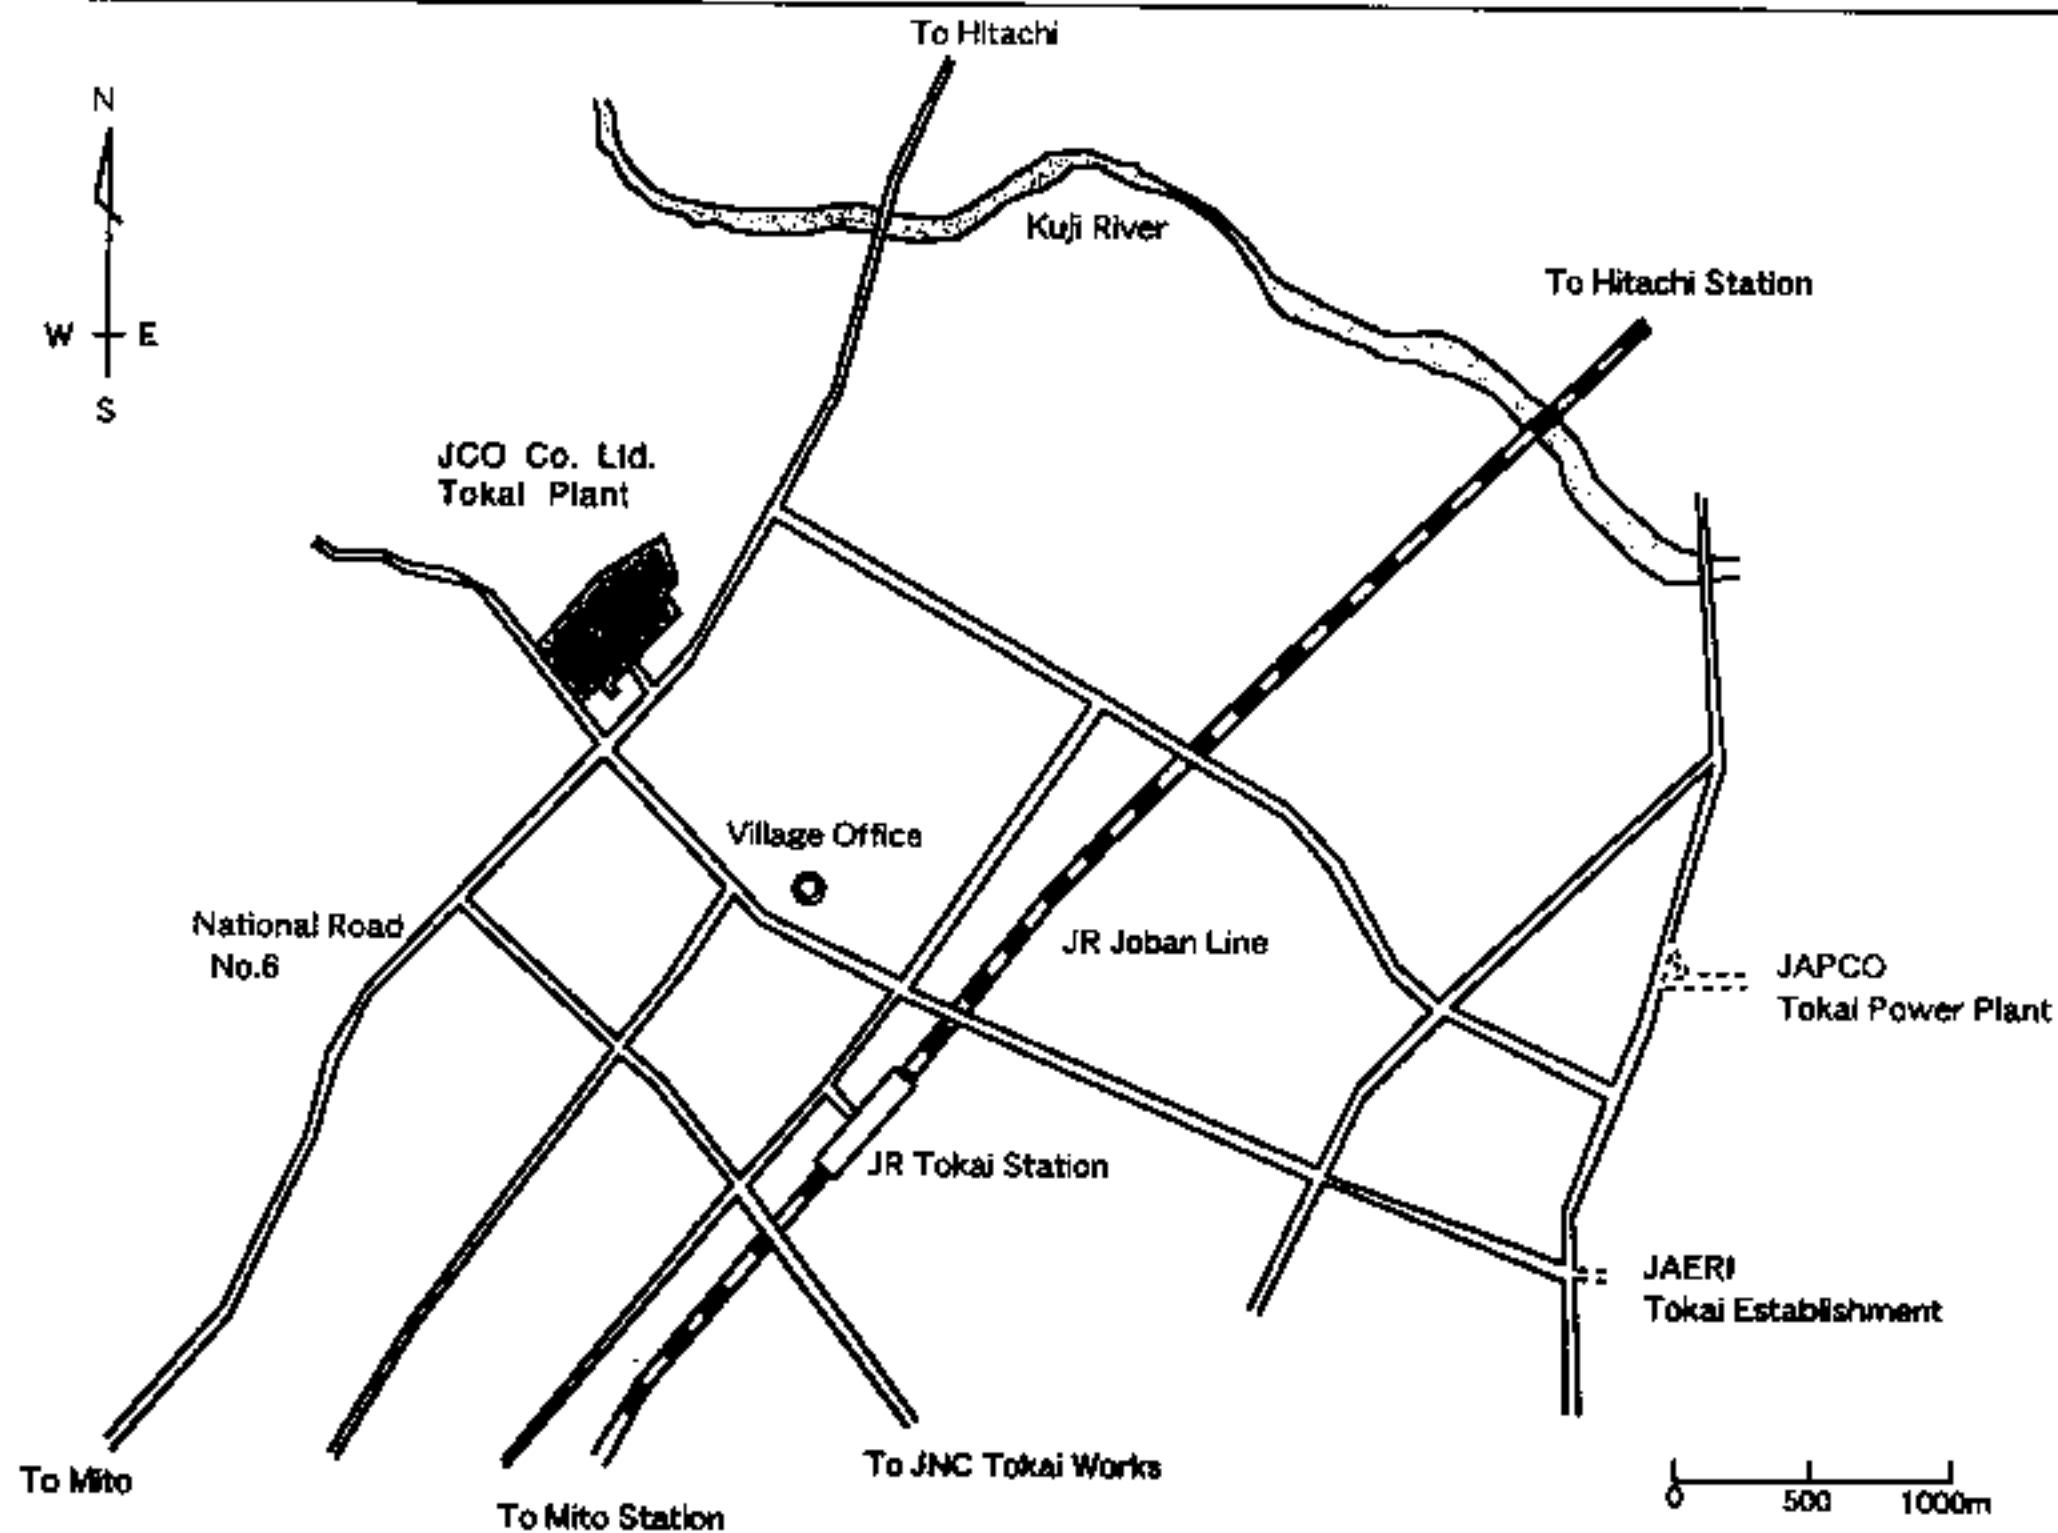 To Hitachi
N
Kuji River
To Hitachi Station
W E
S
JCO Co. Ltd.
Tokai Plant
Village Office
National Road
No.6
JR Joban Line
JAPCO
Tokai Power Plant
JR Tokai Station
JAERI
Tokai Establishment
To Mito
To JNC Tokai Works
To Mito Station
0 500 1000m